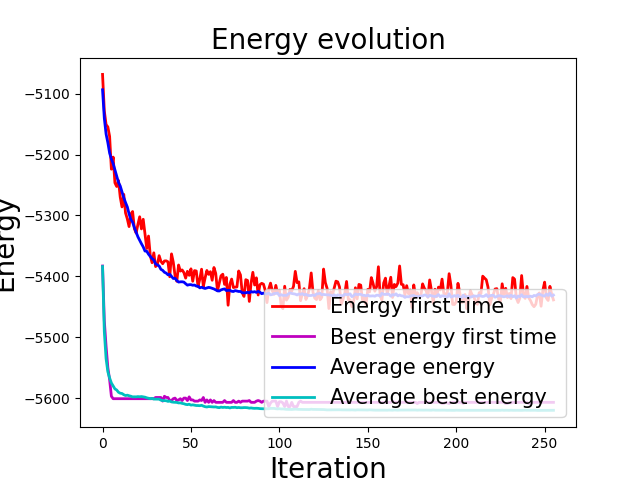 Energy evolution
Energy
−5100
−5200
−5300
−5400
−5500
−5600
Energy first time
Best energy first time
Average energy
Average best energy
0
50
100
150
200
250
Iteration